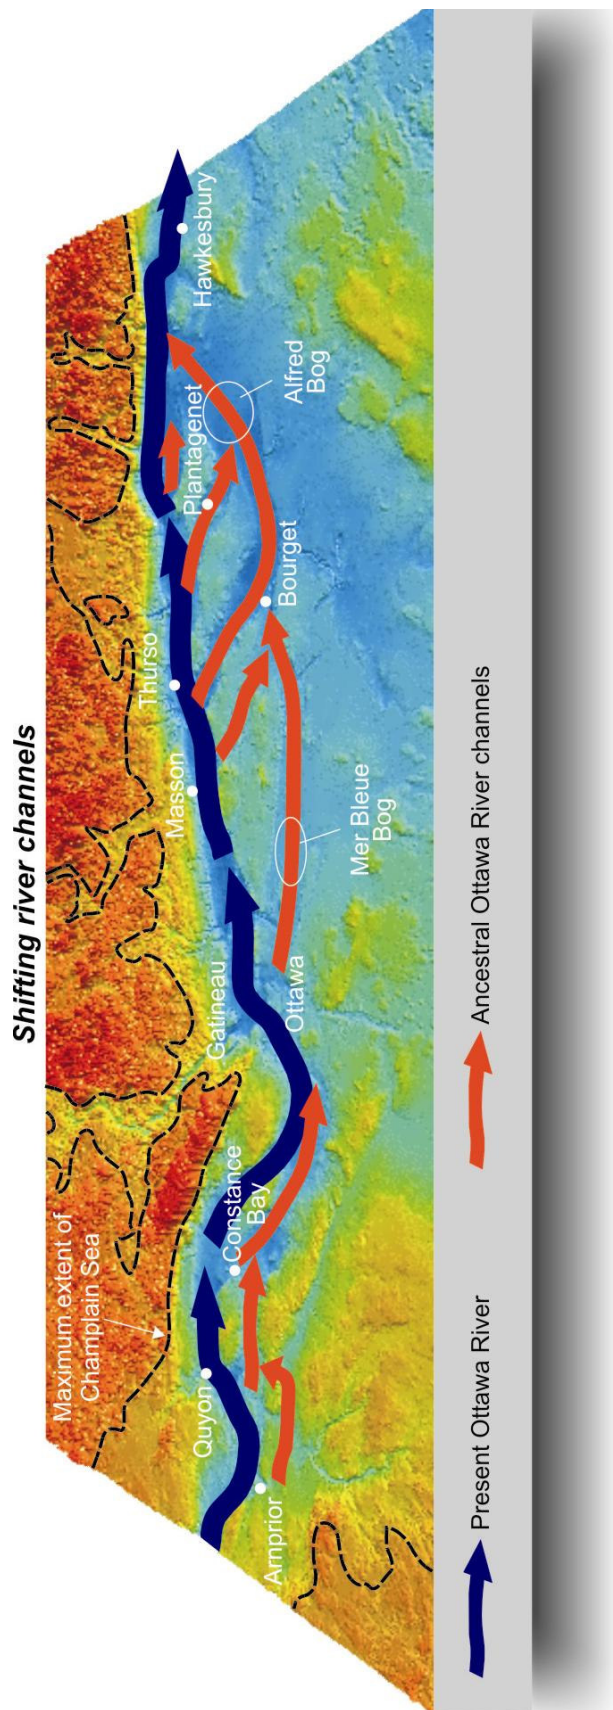 Shifting river channels
Maximum extent of
Champlain Sea
Quyon
Arnprior
Constance
Bay
Gatineau
Ottawa
Masson
Mer Bleue
Bog
Thurso
Bourget
Plantagenet
Alfred
Bog
Hawkesbury
Present Ottawa River
Ancestral Ottawa River channels